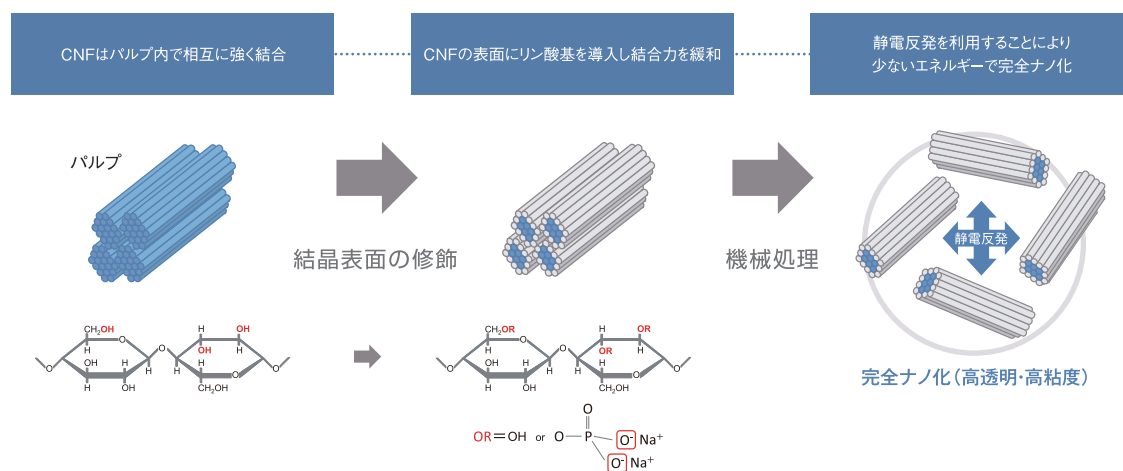 CNFはパルプ内で相互に強く結合
CNFの表面にリン酸基を導入し結合力を緩和
静電反発を利用することにより
少ないエネルギーで完全ナノ化
パルプ
結晶表面の修飾
機械処理
静電反発
完全ナノ化（高透明・高粘度）
CH₂OH
O
H
OH
H
OH
H
H
O
H
OH
H
H
O
O
H
OH
H
H
O
CH₂OH
CH₂OR
O
H
OH
H
OR
H
H
O
H
OH
H
H
O
O
H
OR
H
H
O
CH₂OH
OR=OH or O P O
O⁻ Na⁺
O⁻ Na⁺